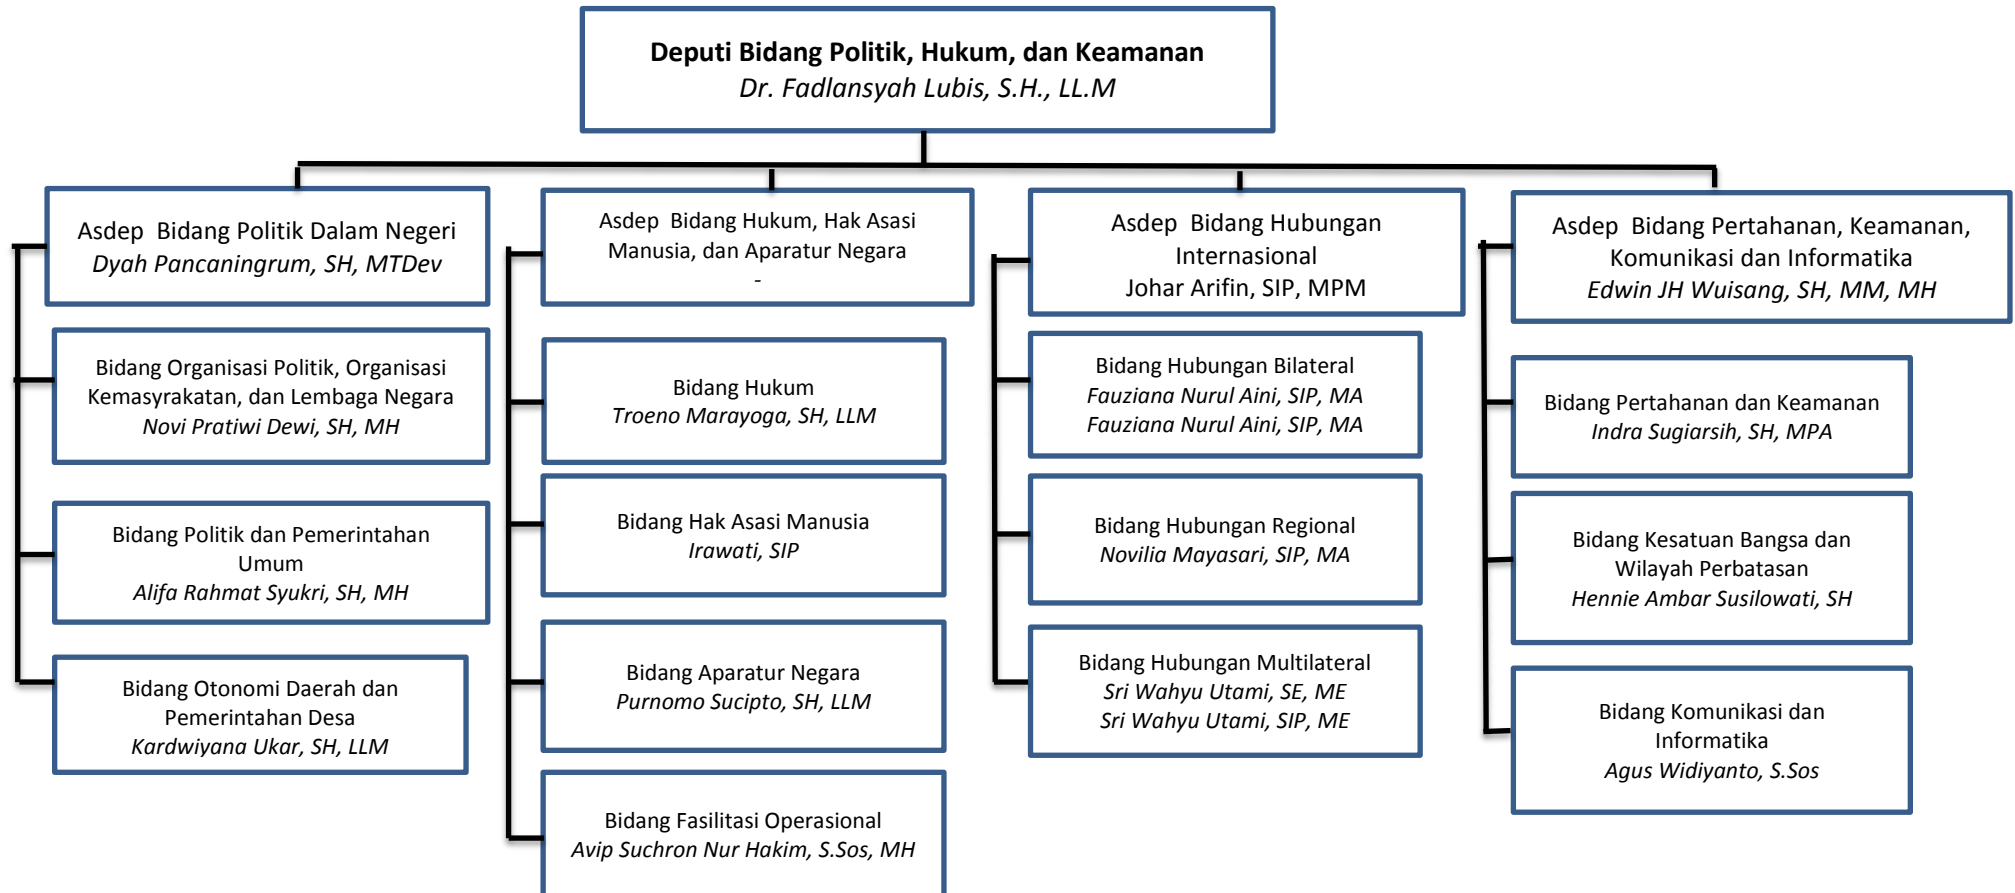 Deputi Bidang Politik, Hukum, dan Keamanan
Dr. Fadlansyah Lubis, S.H., LL.M
Asdep Bidang Politik Dalam Negeri
Dyah Pancaningrum, SH, MTDev
Bidang Organisasi Politik, Organisasi
Kemasyrakatan, dan Lembaga Negara
Novi Pratiwi Dewi, SH, MH
Bidang Politik dan Pemerintahan
Umum
Alifa Rahmat Syukri, SH, MH
Bidang Otonomi Daerah dan
Pemerintahan Desa
Kardwiyana Ukar, SH, LLM
Asdep Bidang Hukum, Hak Asasi
Manusia, dan Aparatur Negara
-
Bidang Hukum
Troeno Marayoga, SH, LLM
Bidang Hak Asasi Manusia
Irawati, SIP
Bidang Aparatur Negara
Purnomo Sucipto, SH, LLM
Bidang Fasilitasi Operasional
Avip Suchron Nur Hakim, S.Sos, MH
Asdep Bidang Hubungan
Internasional
Johar Arifin, SIP, MPM
Bidang Hubungan Bilateral
Fauziana Nurul Aini, SIP, MA
Fauziana Nurul Aini, SIP, MA
Bidang Hubungan Regional
Novilia Mayasari, SIP, MA
Bidang Hubungan Multilateral
Sri Wahyu Utami, SE, ME
Sri Wahyu Utami, SIP, ME
Asdep Bidang Pertahanan, Keamanan,
Komunikasi dan Informatika
Edwin JH Wuisang, SH, MM, MH
Bidang Pertahanan dan Keamanan
Indra Sugiarsih, SH, MPA
Bidang Kesatuan Bangsa dan
Wilayah Perbatasan
Hennie Ambar Susilowati, SH
Bidang Komunikasi dan
Informatika
Agus Widiyanto, S.Sos